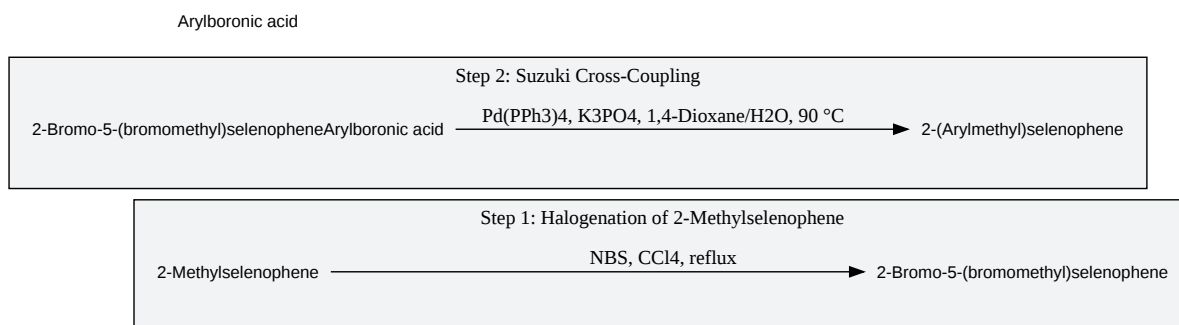 Arylboronic acid
Step 2: Suzuki Cross-Coupling
Pd(PPh3)4, K3PO4, 1,4-Dioxane/H2O, 90 °C
2-Bromo-5-(bromomethyl)selenopheneArylboronic acid
2-(Arylmethyl)selenophene
Step 1: Halogenation of 2-Methylselenophene
NBS, CCl4, reflux
2-Methylselenophene
2-Bromo-5-(bromomethyl)selenophene